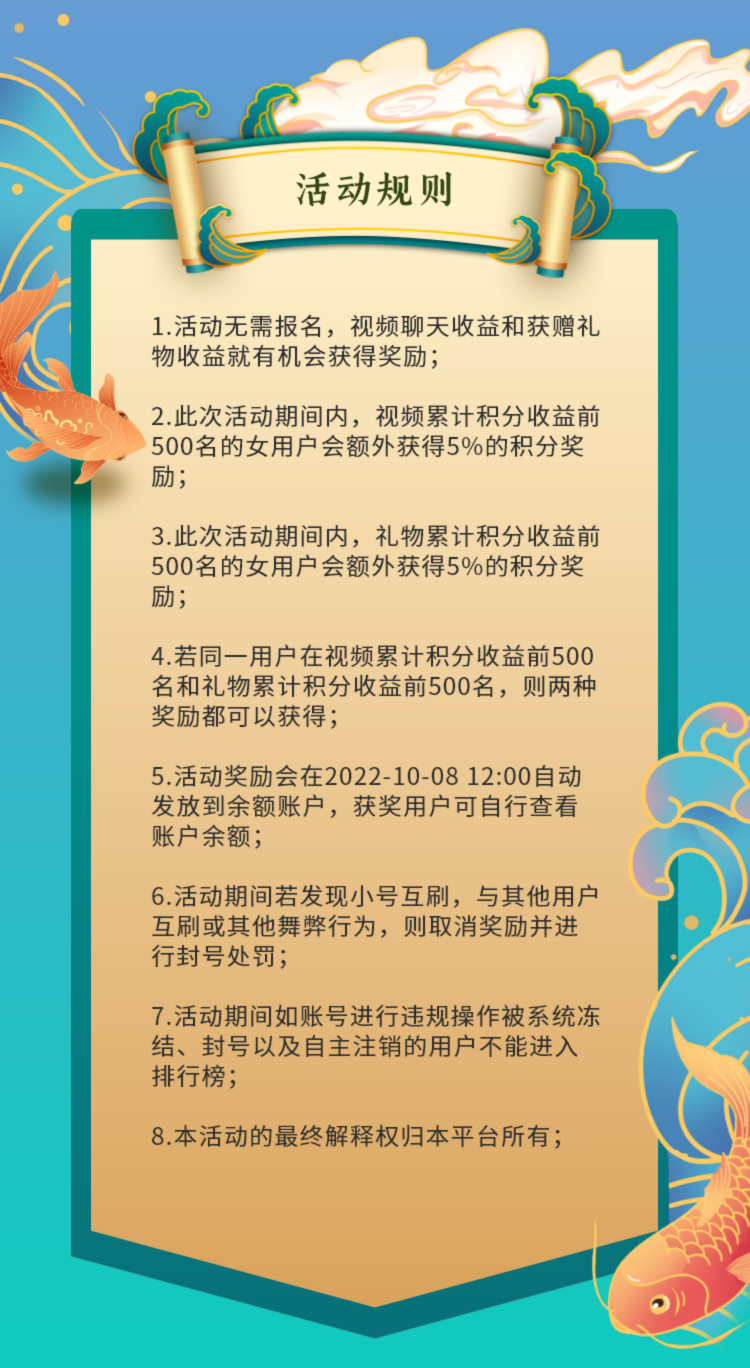 活动规则
1.活动无需报名，视频聊天收益和获赠礼
物收益就有机会获得奖励；
2.此次活动期间内，视频累计积分收益前
500名的女用户会额外获得5%的积分奖
励；
3.此次活动期间内，礼物累计积分收益前
500名的女用户会额外获得5%的积分奖
励；
4.若同一用户在视频累计积分收益前500
名和礼物累计积分收益前500名，则两种
奖励都可以获得；
5.活动奖励会在2022-10-08 12:00自动
发放到余额账户，获奖用户可自行查看
账户余额；
6.活动期间若发现小号互刷，与其他用户
互刷或其他舞弊行为，则取消奖励并进
行封号处罚；
7.活动期间如账号进行违规操作被系统冻
结、封号以及自主注销的用户不能进入
排行榜；
8.本活动的最终解释权归本平台所有；